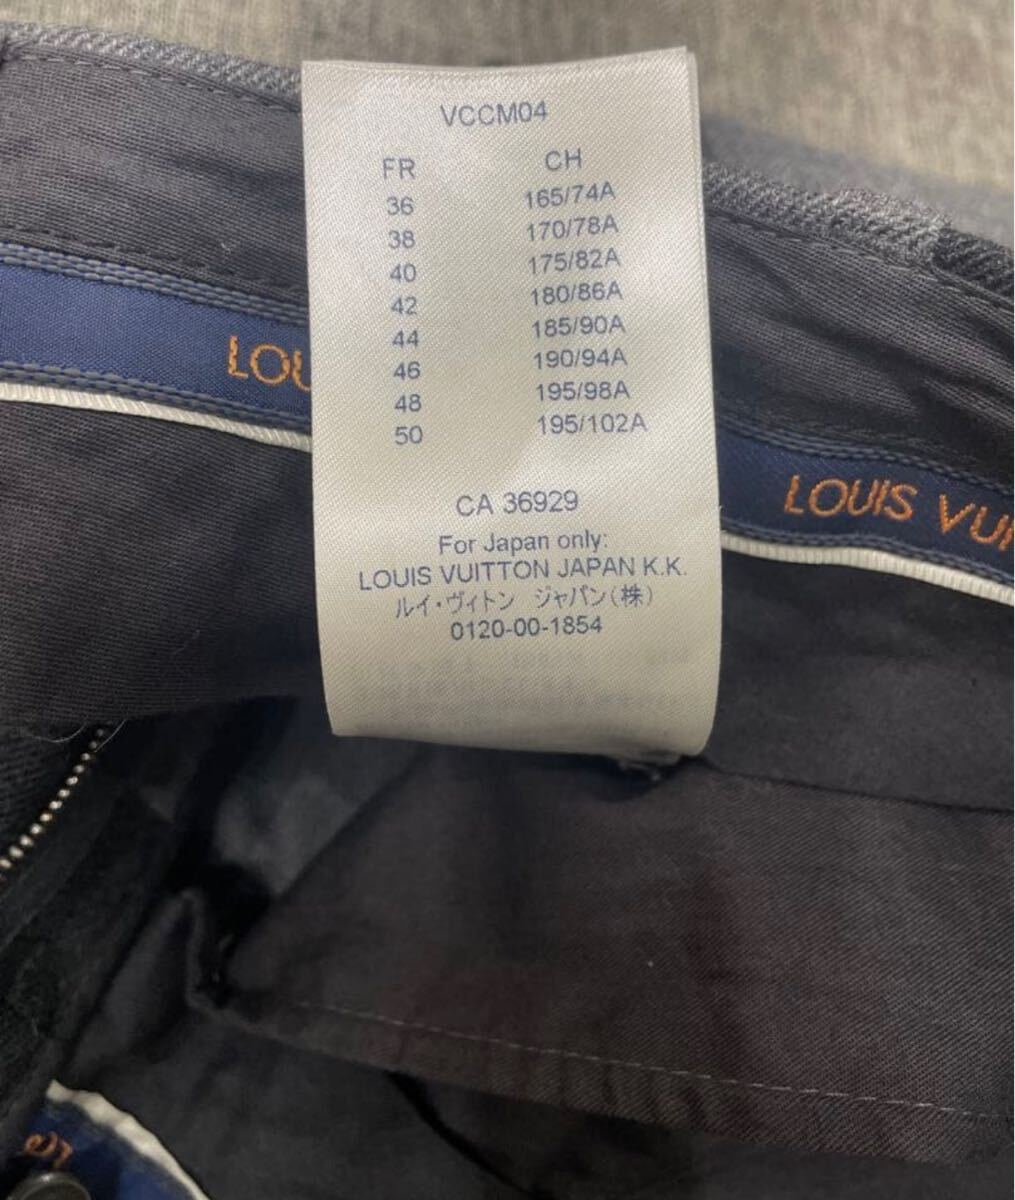 VCCM04
FR CH
36 165/74A
38 170/78A
40 175/82A
42 180/86A
44 185/90A
46 190/94A
48 195/98A
50 195/102A
CA 36929
For Japan only:
LOUIS VUITTON JAPAN K.K.
ルイ・ヴィトン ジャパン(株)
0120-00-1854
LOU
LOUIS VUI